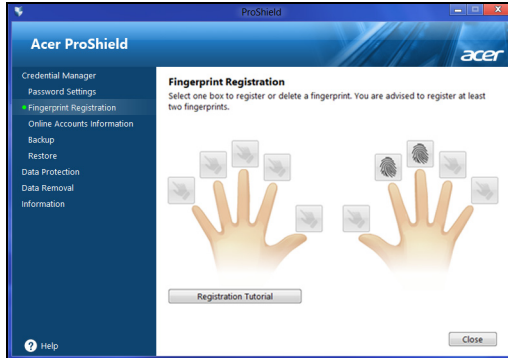 ProShield
Acer ProShield
acer
Credential Manager
Password Settings
Fingerprint Registration
Online Accounts Information
Backup
Restore
Data Protection
Data Removal
Information
Help
Fingerprint Registration
Select one box to register or delete a fingerprint. You are advised to register at least
two fingerprints.
Registration Tutorial
Close